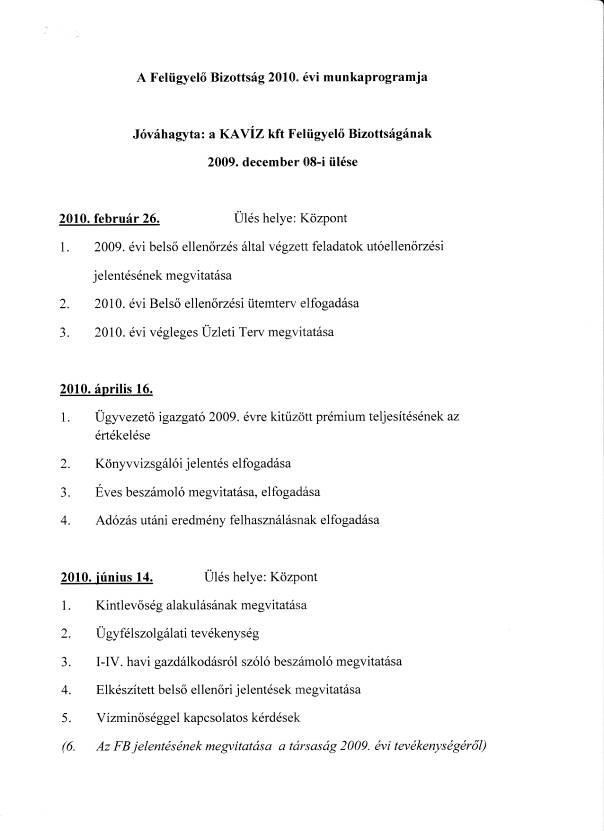 A Felügyelő Bizottság 2010. évi munkaprogramja
Jóváhagyta: a KAVÍZ kft Felügyelő Bizottságának
2009. december 08-i ülése
2010. február 26. Ülés helye: Központ
1. 2009. évi belső ellenőrzés által végzett feladatok utóellenőrzési
jelentésének megvitatása
2. 2010. évi Belső ellenőrzési ütemterv elfogadása
3. 2010. évi végleges Üzleti Terv megvitatása
2010. április 16.
1. Ügyvezető igazgató 2009. évre kitűzött prémium teljesítésének az
értékelése
2. Könyvvizsgálói jelentés elfogadása
3. Éves beszámoló megvitatása, elfogadása
4. Adózás utáni eredmény felhasználásnak elfogadása
2010. június 14. Ülés helye: Központ
1. Kintlevőség alakulásának megvitatása
2. Ügyfélszolgálati tevékenység
3. I-IV. havi gazdálkodásról szóló beszámoló megvitatása
4. Elkészített belső ellenőri jelentések megvitatása
5. Vízminőséggel kapcsolatos kérdések
(6. Az FB jelentésének megvitatása a társaság 2009. évi tevékenységéről)